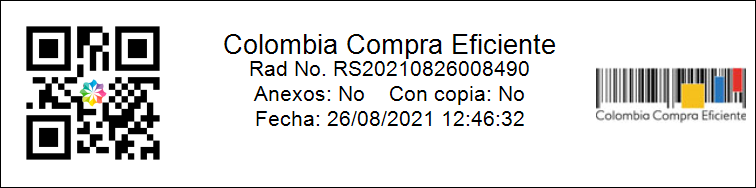 Colombia Compra Eficiente
Rad No. RS20210826008490
Anexos: No    Con copia: No
Fecha: 26/08/2021 12:46:32
Colombia Compra Eficiente